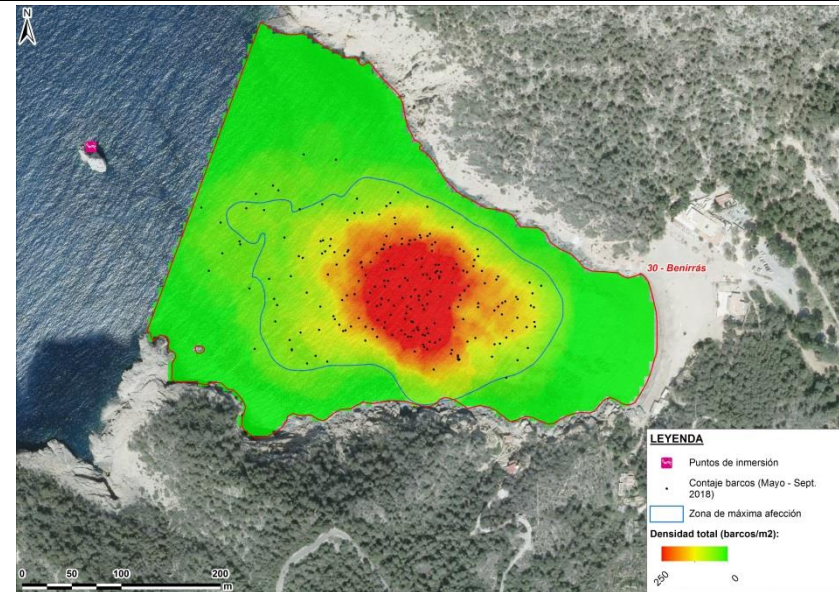 N
30 - Benirrás
LEYENDA
Puntos de inmersión
Contaje barcos (Mayo - Sept.
2018)
Zona de máxima afección
Densidad total (barcos/m2):
250 0
0 50 100 200
m